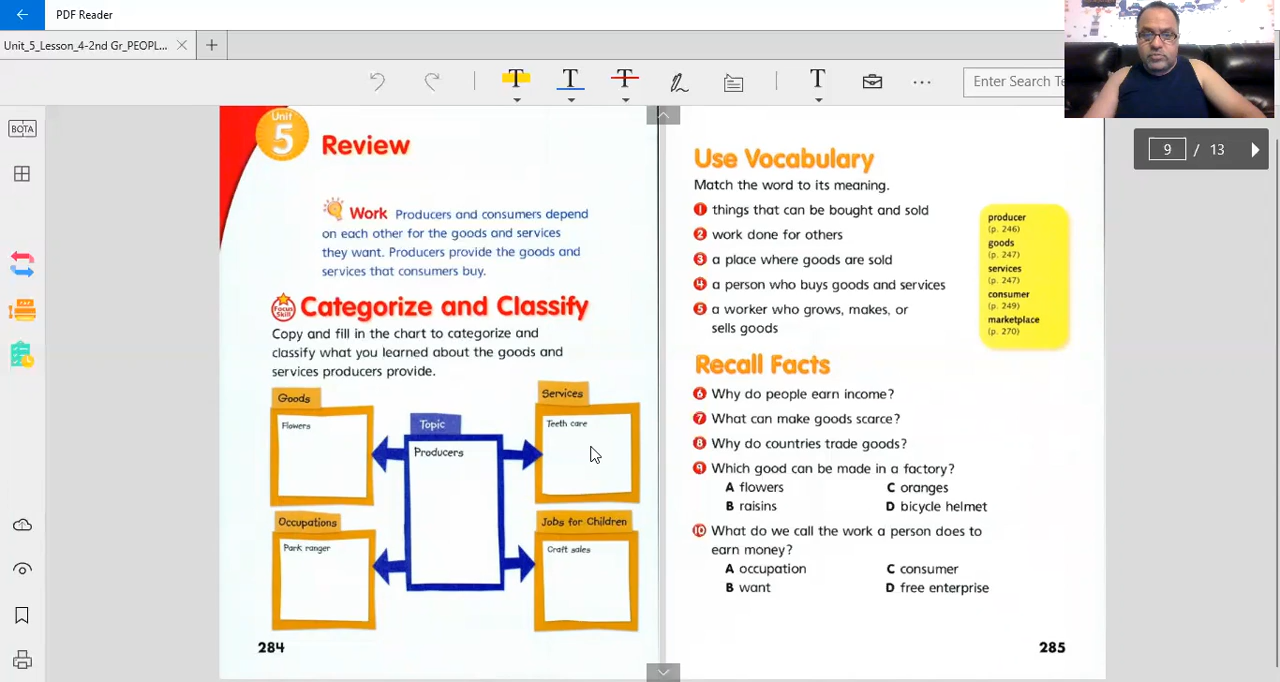 PDF Reader
Unit_5_Lesson_4-2nd Gr_PEOPL...
T
T
T
T
Enter Search Te
BOTA
9 / 13
Unit
5
Review
Work Producers and consumers depend
on each other for the goods and services
they want. Producers provide the goods and
services that consumers buy.
Focus
Skill
Categorize and Classify
Copy and fill in the chart to categorize and
classify what you learned about the goods and
services producers provide.
Goods
Flowers
Topic
Producers
Services
Teeth care
Occupations
Park ranger
Jobs for Children
Craft sales
284
Use Vocabulary
Match the word to its meaning.
1 things that can be bought and sold
2 work done for others
3 a place where goods are sold
4 a person who buys goods and services
5 a worker who grows, makes, or
sells goods
producer
(p. 246)
goods
(p. 247)
services
(p. 247)
consumer
(p. 249)
marketplace
(p. 270)
Recall Facts
6 Why do people earn income?
7 What can make goods scarce?
8 Why do countries trade goods?
9 Which good can be made in a factory?
A flowers
C oranges
B raisins
D bicycle helmet
10 What do we call the work a person does to
earn money?
A occupation
C consumer
B want
D free enterprise
285